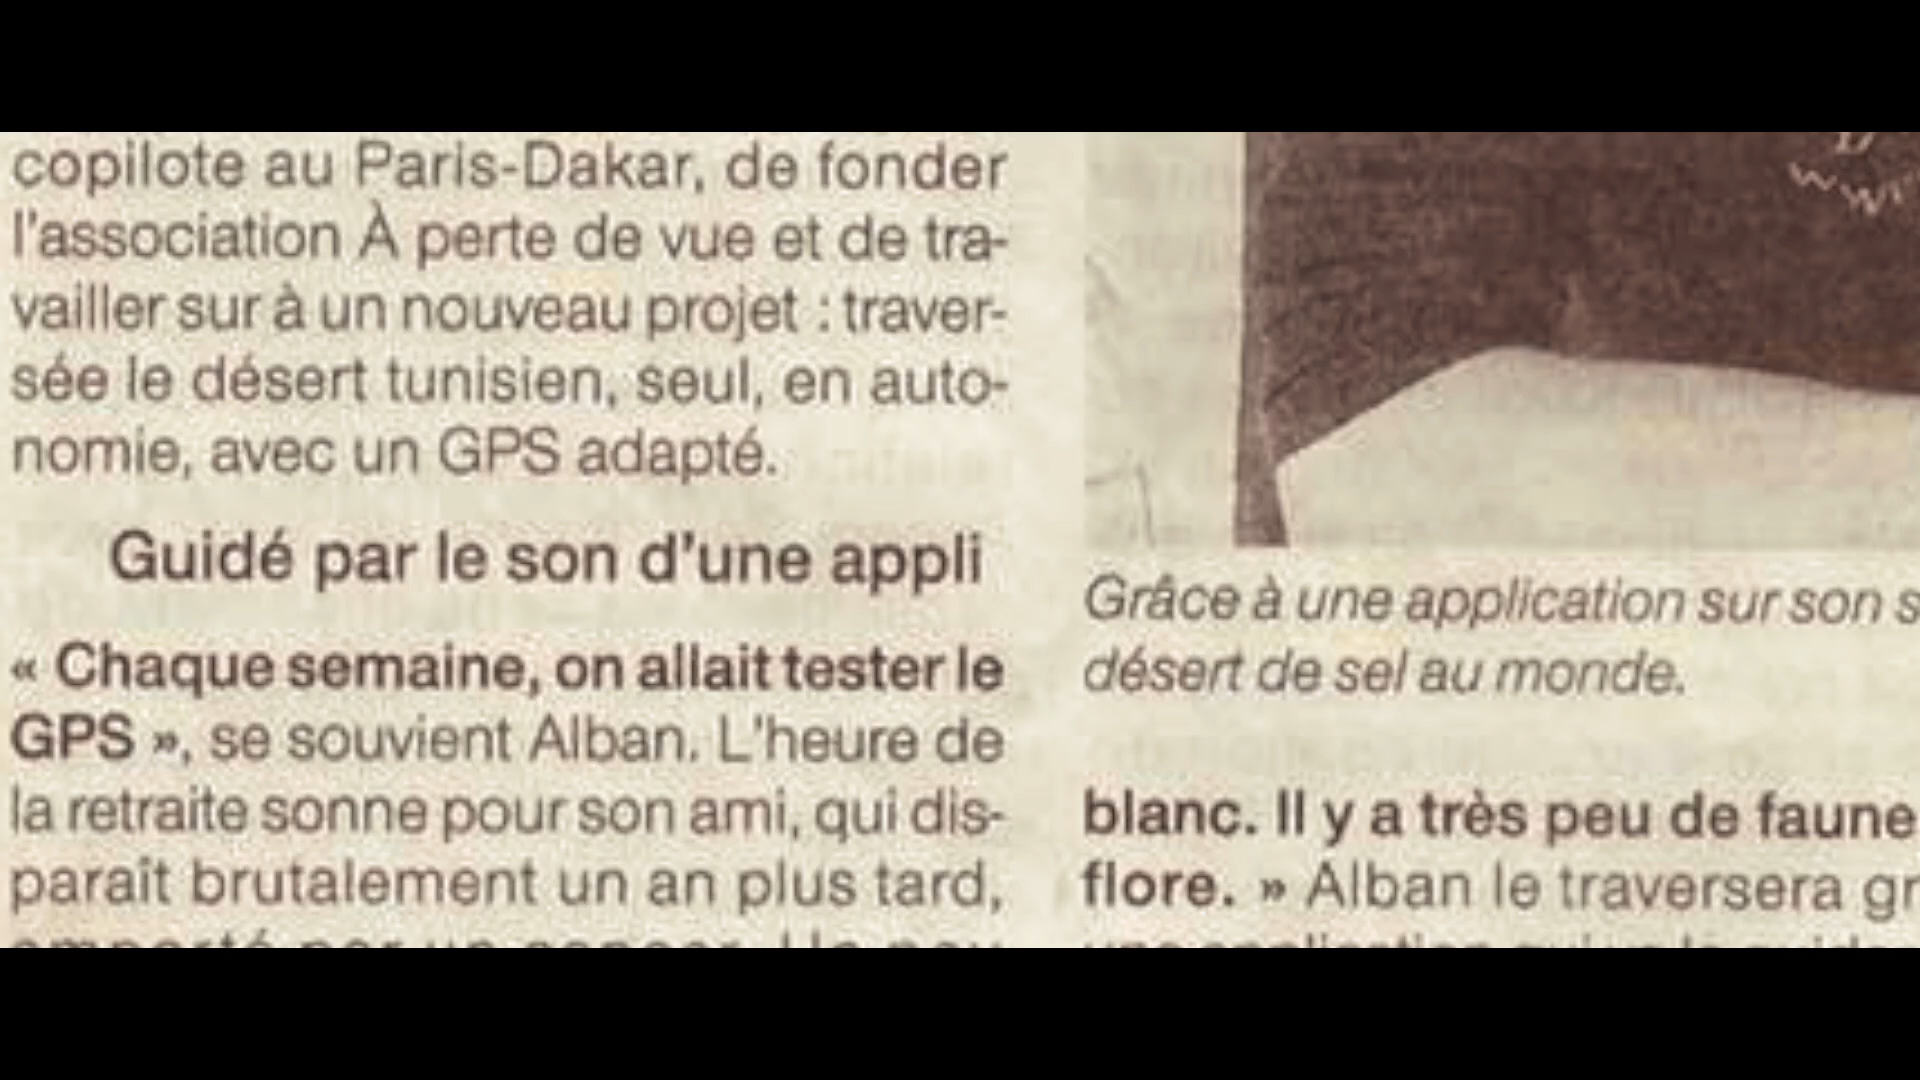 copilote au Paris-Dakar, de fonder
l'association À perte de vue et de tra-
vailler sur à un nouveau projet : traver-
sée le désert tunisien, seul, en auto-
nomie, avec un GPS adapté.
Guidé par le son d'une appli
« Chaque semaine, on allait tester le
GPS », se souvient Alban. L'heure de
la retraite sonne pour son ami, qui dis-
paraît brutalement un an plus tard,
Grâce à une application sur son s
désert de sel au monde.
blanc. Il y a très peu de faune
flore. » Alban le traversera gr